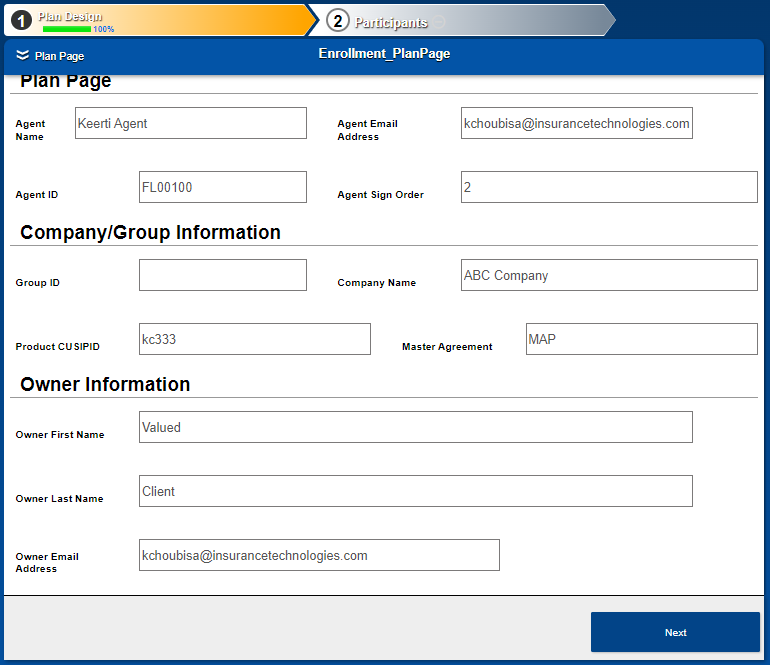 1 Plan Design
100%
2 Participants
Plan Page
Enrollment_PlanPage
Plan Page
Agent Name
Keerti Agent
Agent Email Address
kchoubisa@insurancetechnologies.com
Agent ID
FL00100
Agent Sign Order
2
Company/Group Information
Group ID
Company Name
ABC Company
Product CUSIPID
kc333
Master Agreement
MAP
Owner Information
Owner First Name
Valued
Owner Last Name
Client
Owner Email
Address
kchoubisa@insurancetechnologies.com
Next